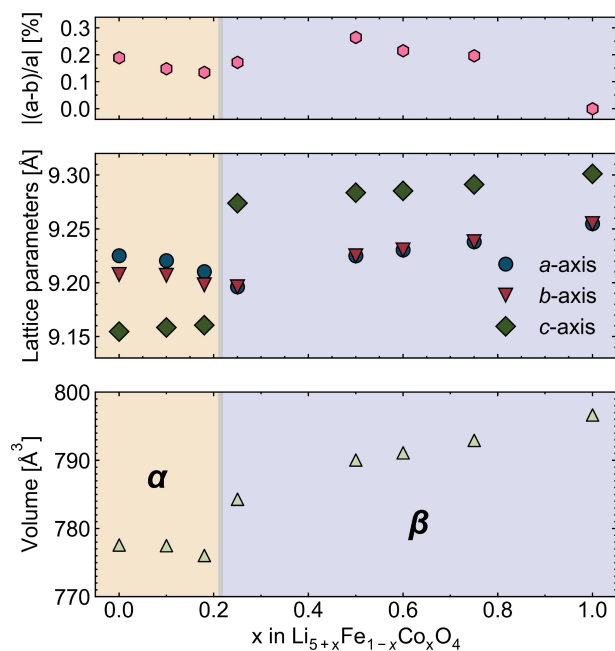 |(a-b)/a| [%]
0.3
0.2
0.1
0.0
Lattice parameters [Å]
9.30
9.25
9.20
9.15
a-axis
b-axis
c-axis
Volume [Å³]
800
790
780
770
α
β
0.0 0.2 0.4 0.6 0.8 1.0
x in Li₅₊ₓFe₁₋ₓCoₓO₄